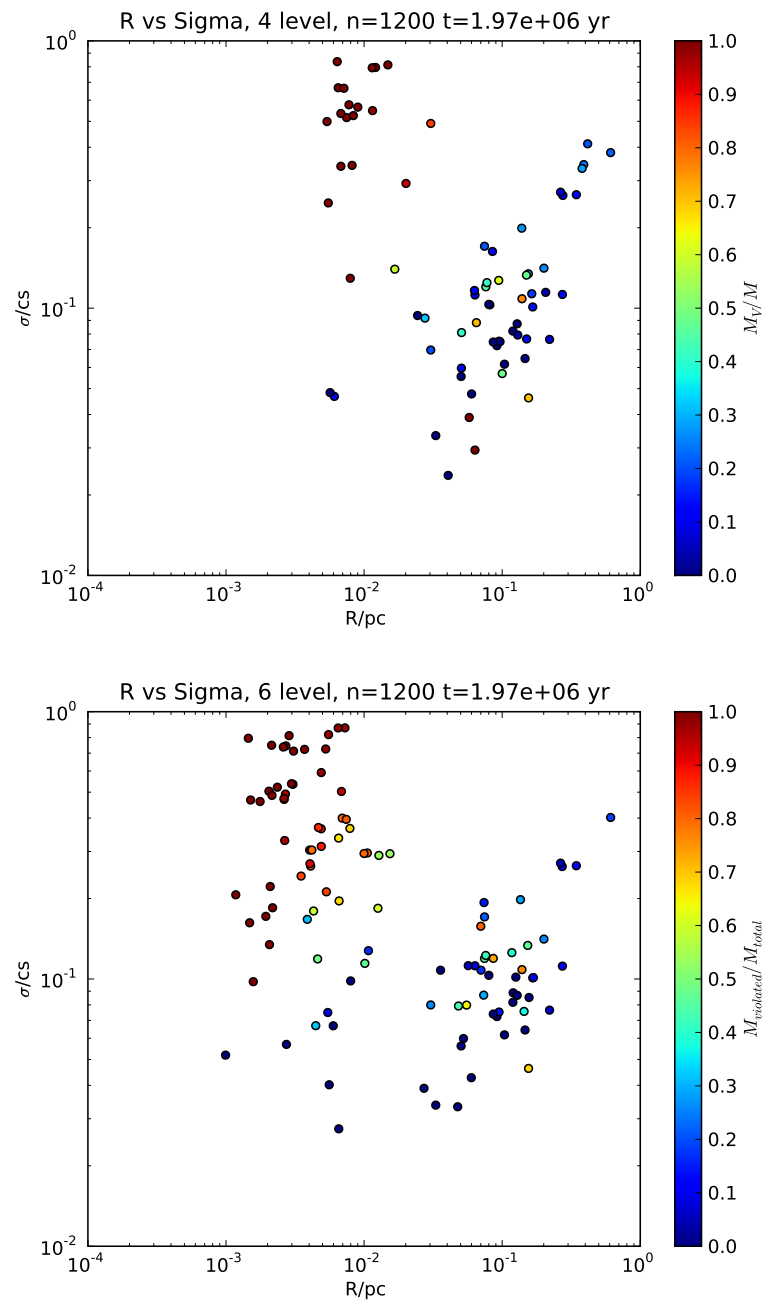 R vs Sigma, 4 level, n=1200 t=1.97e+06 yr
10^0
10^-1
10^-2
σ/cs
10^-4 10^-3 10^-2 10^-1 10^0
R/pc
1.0
0.9
0.8
0.7
0.6
0.5
0.4
0.3
0.2
0.1
0.0
M_V/M
R vs Sigma, 6 level, n=1200 t=1.97e+06 yr
10^0
10^-1
10^-2
σ/cs
10^-4 10^-3 10^-2 10^-1 10^0
R/pc
1.0
0.9
0.8
0.7
0.6
0.5
0.4
0.3
0.2
0.1
0.0
M_violated/M_total